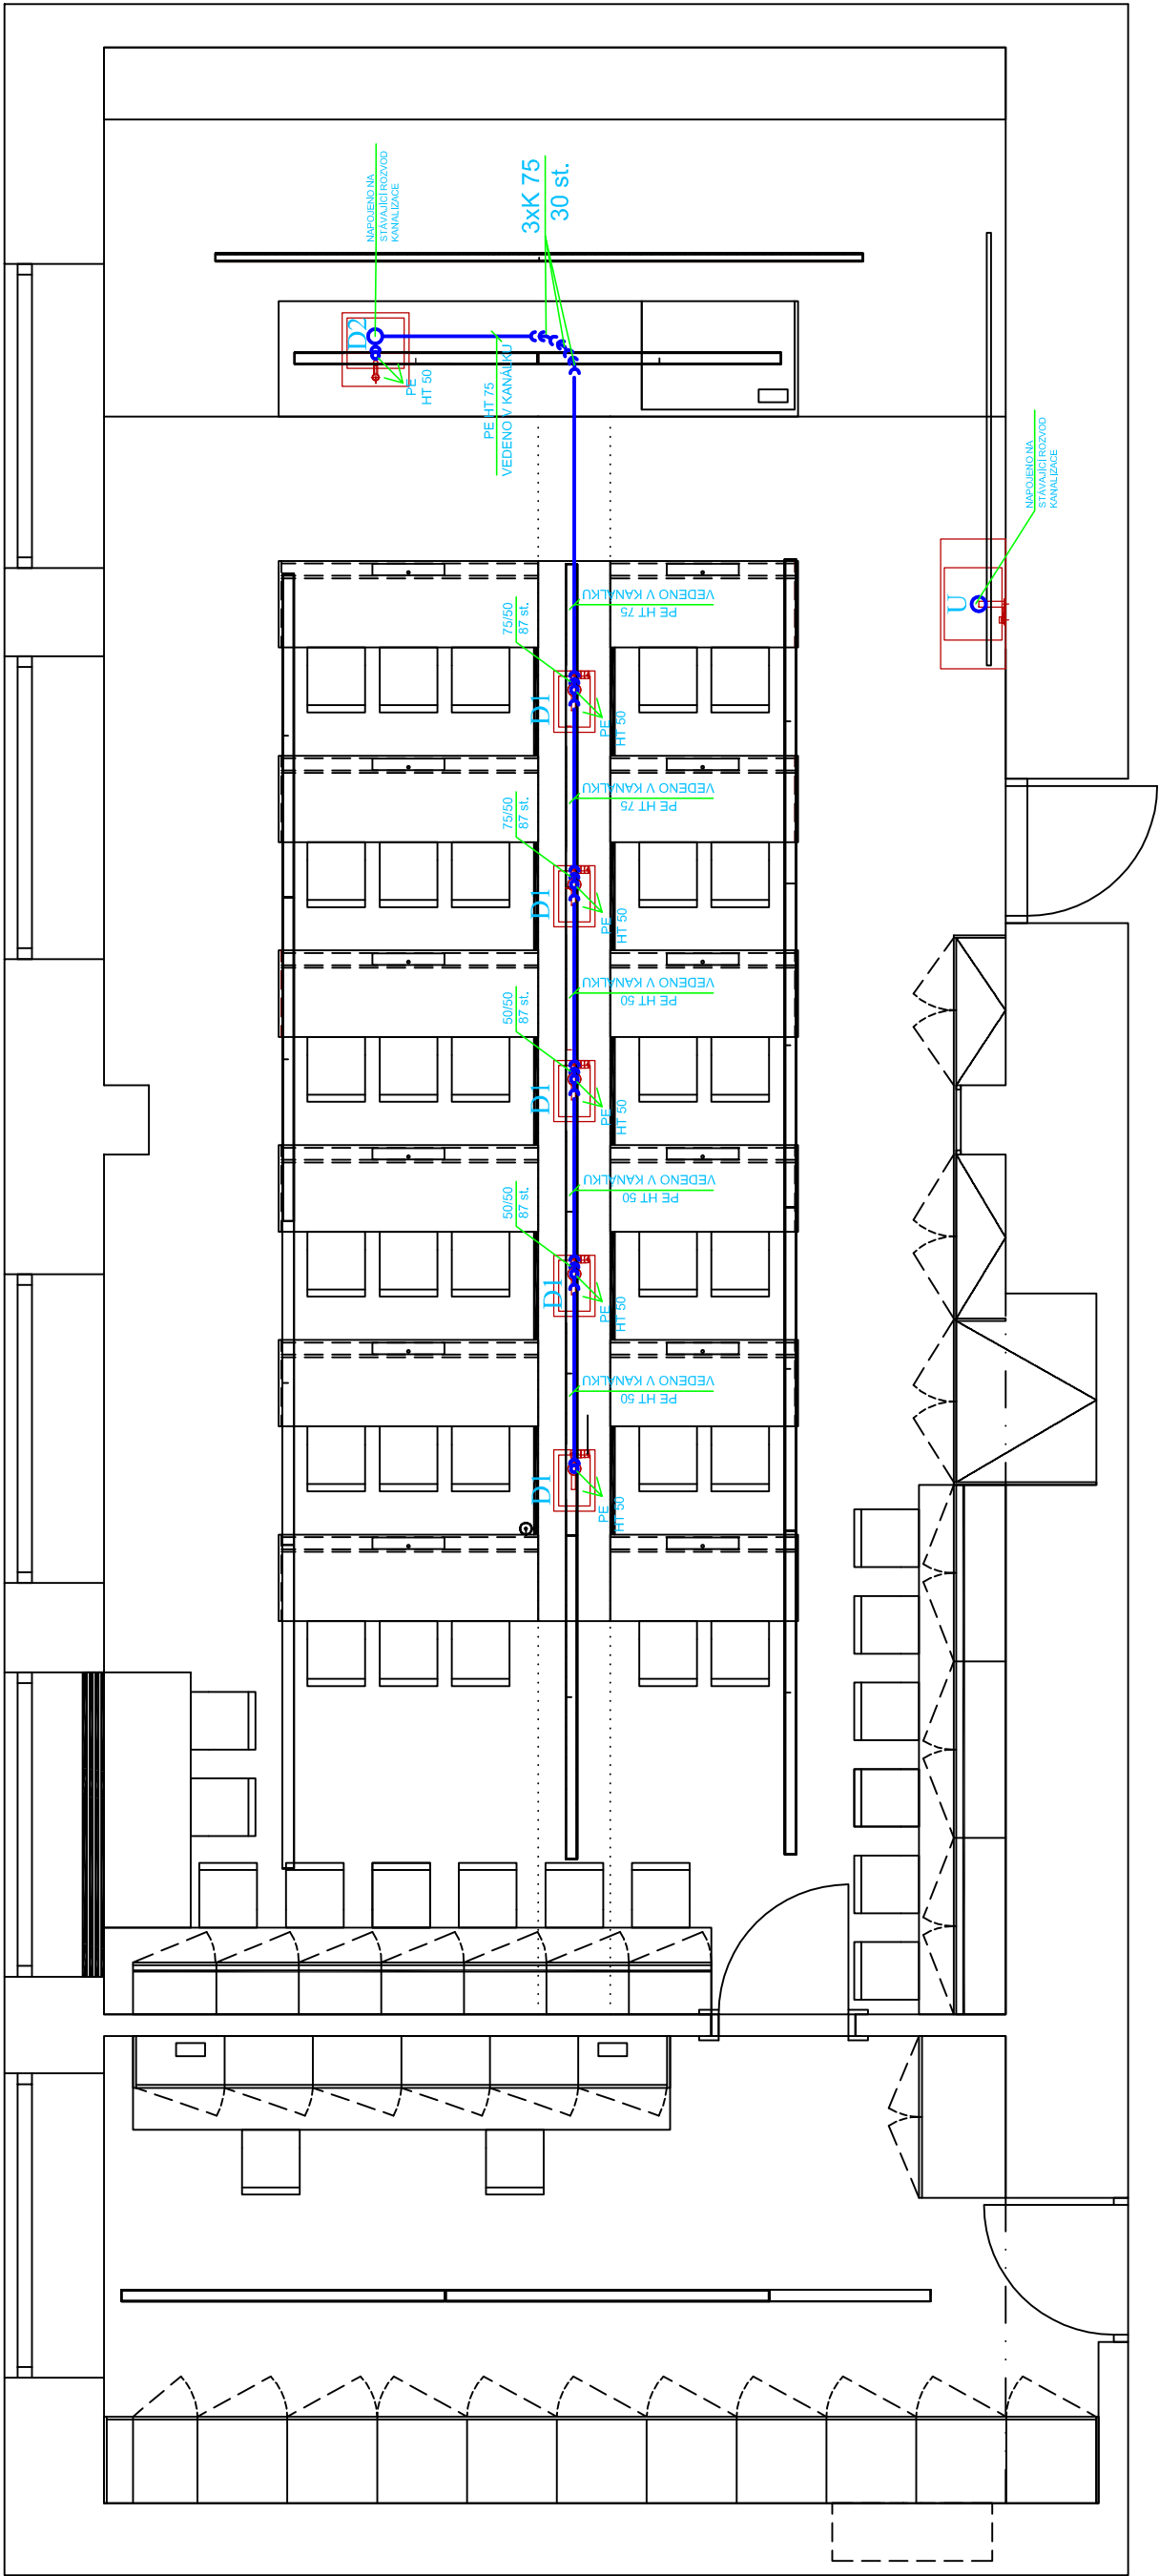 NAPOJENO NA
STÁVAJÍCÍ ROZVOD
KANALIZACE
3xK 75
30 st.
D2
PE
HT 50
PE HT 75
VEDENO V KANÁLKU
NAPOJENO NA
STÁVAJÍCÍ ROZVOD
KANALIZACE
U
VEDENO V KANÁLKU
PE HT 75
75/50
87 st.
D1
PE
HT 50
VEDENO V KANÁLKU
PE HT 75
75/50
87 st.
D1
PE
HT 50
VEDENO V KANÁLKU
PE HT 50
50/50
87 st.
D1
PE
HT 50
VEDENO V KANÁLKU
PE HT 50
50/50
87 st.
D1
PE
HT 50
VEDENO V KANÁLKU
PE HT 50
D1
PE
HT 50